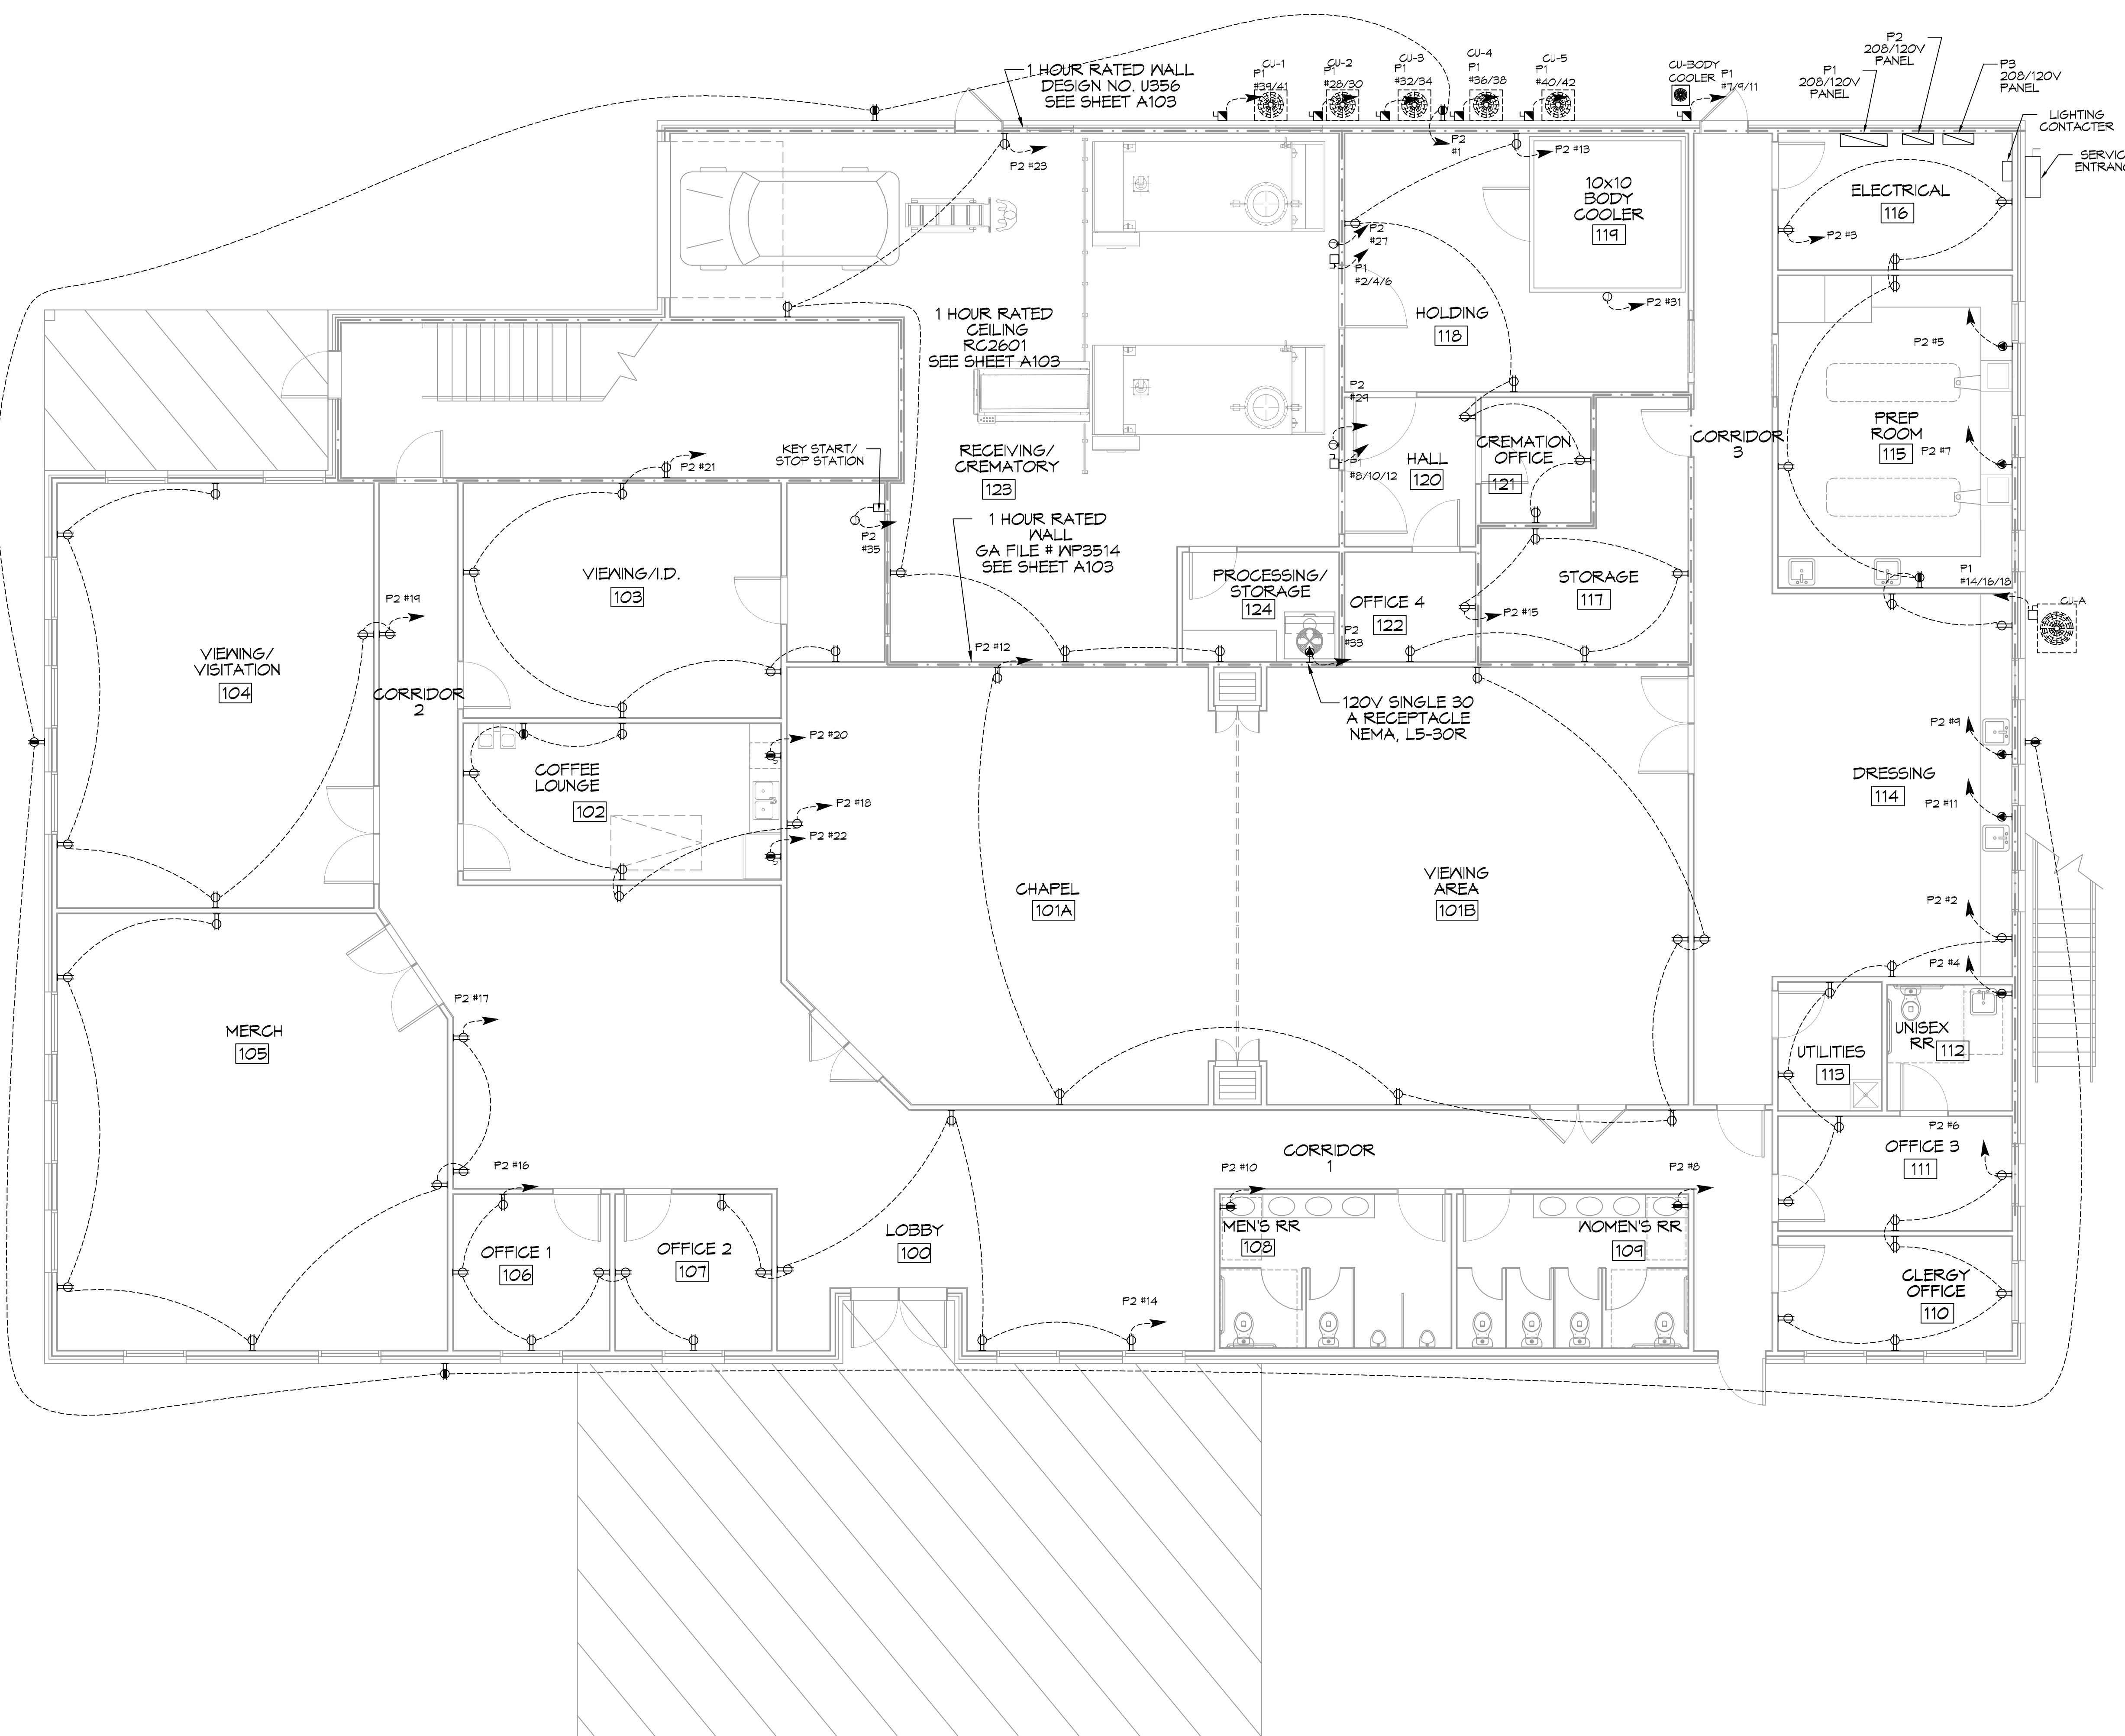 1 HOUR RATED WALL
DESIGN NO. U356
SEE SHEET A103
CU-1
P1
#39/41
CU-2
P1
#28/30
CU-3
P1
#32/34
CU-4
P1
#36/38
CU-5
P1
#40/42
CU-BODY
COOLER
P1
#7/9/11
P1
208/120V
PANEL
P2
208/120V
PANEL
P3
208/120V
PANEL
LIGHTING
CONTACTER
P2 #23
P2
#1
P2 #13
10x10
BODY
COOLER
119
ELECTRICAL
116
P2 #3
P2
#27
P1
#2/4/6
P2 #31
HOLDING
118
1 HOUR RATED
CEILING
RC2601
SEE SHEET A103
P2 #5
P2
#29
PREP
ROOM
115
P2 #7
CORRIDOR
3
CREMATION
OFFICE
121
HALL
120
P1
#8/10/12
KEY START/
STOP STATION
RECEIVING/
CREMATORY
123
P2 #21
P2
#35
1 HOUR RATED
WALL
GA FILE # WP3514
SEE SHEET A103
VIEWING/I.D.
103
PROCESSING/
STORAGE
124
OFFICE 4
122
P2 #15
STORAGE
117
P1
#14/16/18
CU-A
P2 #19
P2 #12
P2
#33
VIEWING/
VISITATION
104
CORRIDOR
2
120V SINGLE 30
A RECEPTACLE
NEMA, L5-30R
P2 #20
P2 #9
COFFEE
LOUNGE
102
P2 #18
P2 #22
DRESSING
114
P2 #11
CHAPEL
101A
VIEWING
AREA
101B
P2 #2
P2 #4
P2 #17
MERCH
105
UNISEX
RR
112
UTILITIES
113
P2 #6
OFFICE 3
111
CORRIDOR
1
P2 #16
P2 #10
P2 #8
OFFICE 1
106
OFFICE 2
107
LOBBY
100
MEN'S RR
108
WOMEN'S RR
109
CLERGY
OFFICE
110
P2 #14